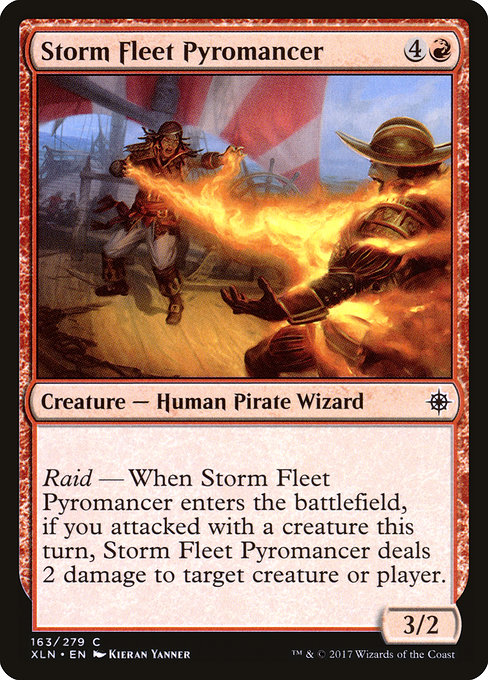 Storm Fleet Pyromancer 4
Creature — Human Pirate Wizard
Raid — When Storm Fleet
Pyromancer enters the battlefield,
if you attacked with a creature this
turn, Storm Fleet Pyromancer deals
2 damage to target creature or player.
3/2
163/279 C
XLN • EN Kieran Yanner
™ & © 2017 Wizards of the Coast